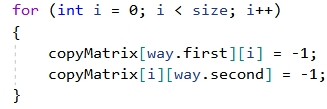 for (int i = 0; i < size; i++)
{
    copyMatrix[way.first][i] = -1;
    copyMatrix[i][way.second] = -1;
}